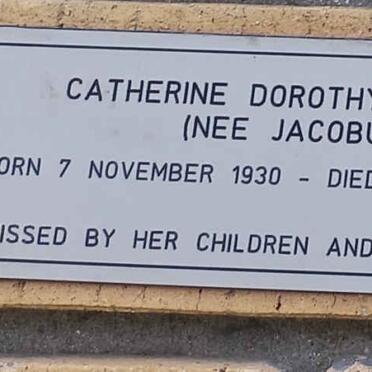 CATHERINE DOROTHY
(NEE JACOBU
ORN 7 NOVEMBER 1930 - DIED
ISSED BY HER CHILDREN AND